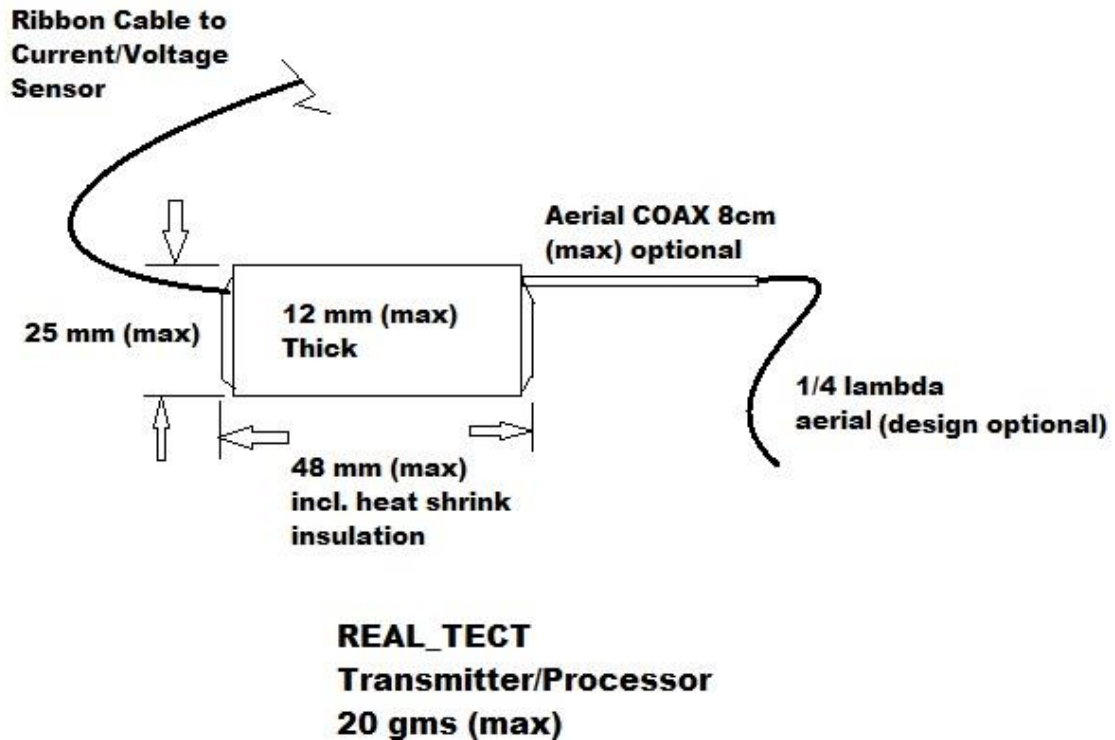 Ribbon Cable to
Current/Voltage
Sensor
Aerial COAX 8cm
(max) optional
25 mm (max)
12 mm (max)
Thick
1/4 lambda
aerial (design optional)
48 mm (max)
incl. heat shrink
insulation
REAL_TECT
Transmitter/Processor
20 gms (max)